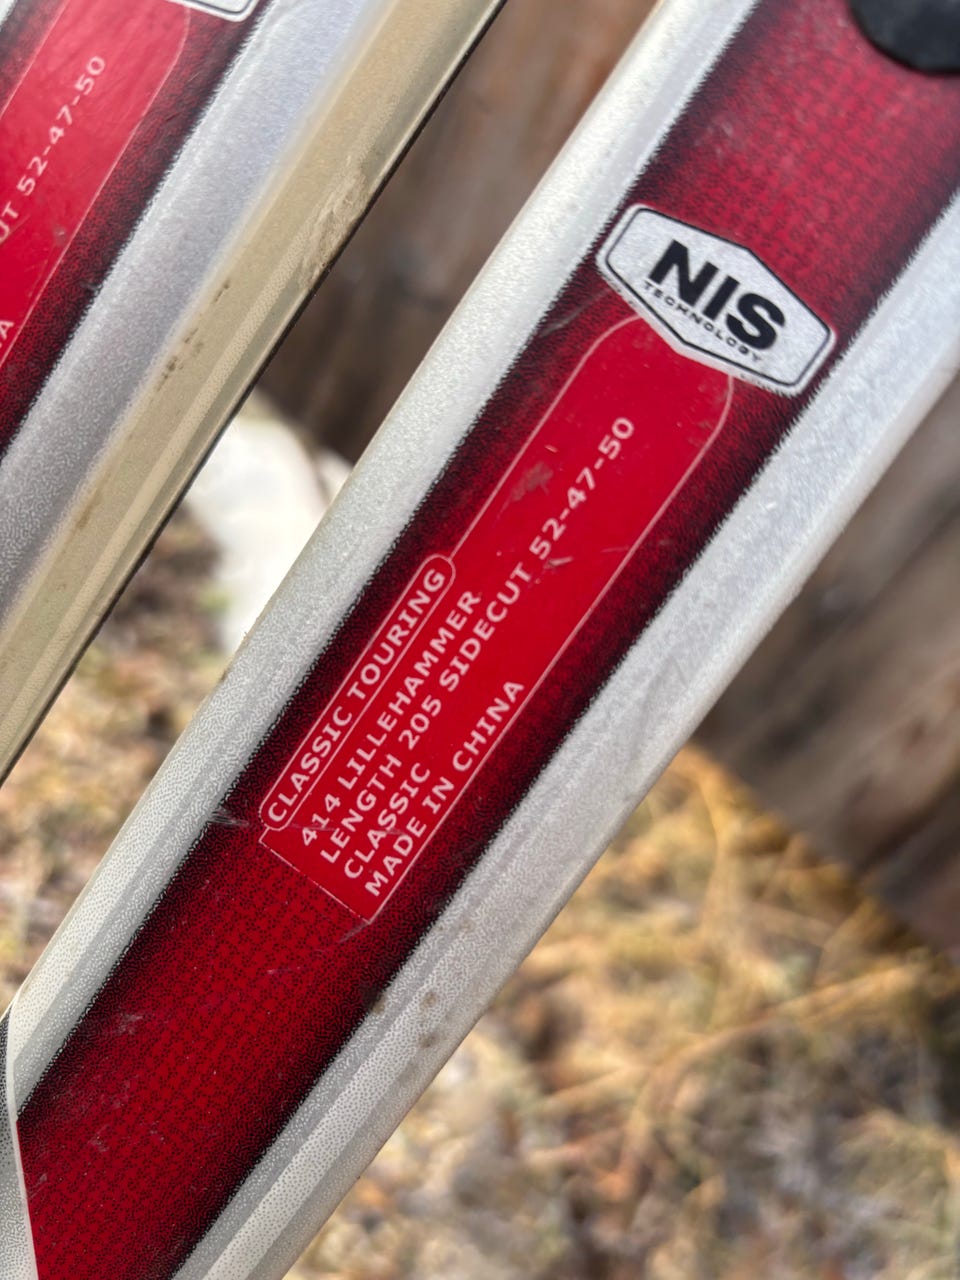 52-47-50
NIS
TECHNOLOGY
CLASSIC TOURING
414 LILLEHAMMER
LENGTH 205 SIDECUT 52-47-50
CLASSIC
MADE IN CHINA